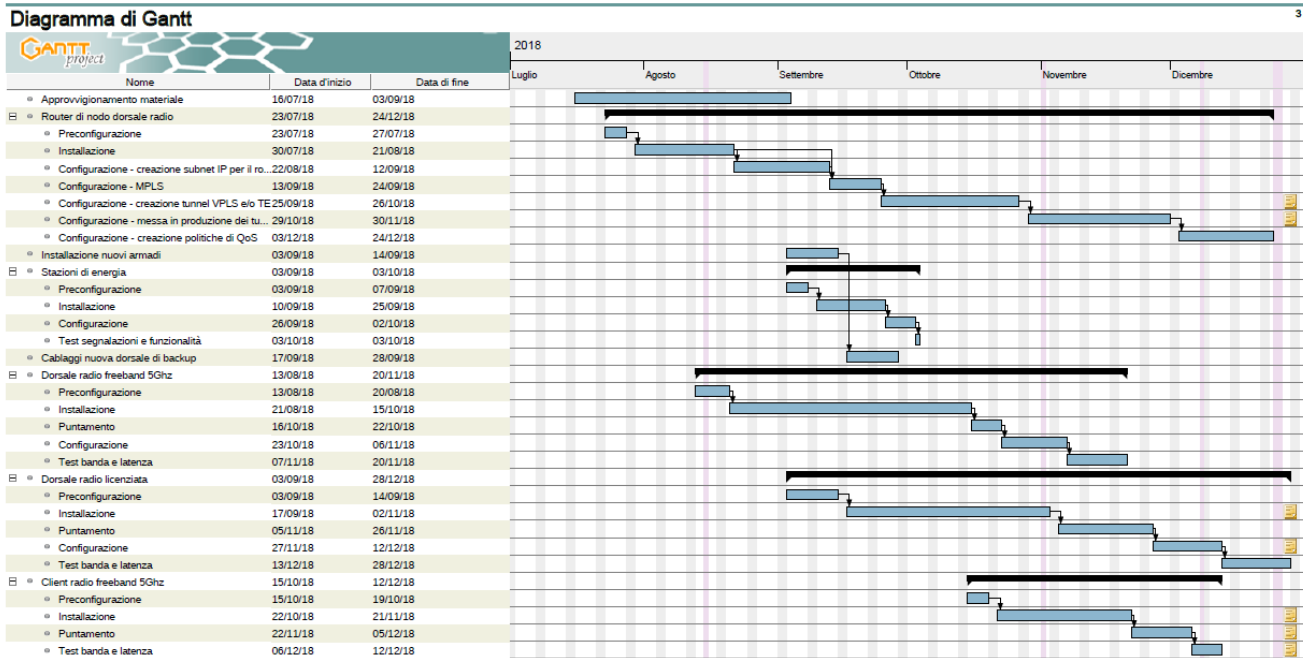 Diagramma di Gantt
3
GANTT project
2018
Nome Data d'inizio Data di fine
Luglio Agosto Settembre Ottobre Novembre Dicembre
Approvvigionamento materiale 16/07/18 03/09/18
Router di nodo dorsale radio 23/07/18 24/12/18
Preconfigurazione 23/07/18 27/07/18
Installazione 30/07/18 21/08/18
Configurazione - creazione subnet IP per il ro...22/08/18 12/09/18
Configurazione - MPLS 13/09/18 24/09/18
Configurazione - creazione tunnel VPLS e/o TE 25/09/18 26/10/18
Configurazione - messa in produzione dei tu... 29/10/18 30/11/18
Configurazione - creazione politiche di QoS 03/12/18 24/12/18
Installazione nuovi armadi 03/09/18 14/09/18
Stazioni di energia 03/09/18 03/10/18
Preconfigurazione 03/09/18 07/09/18
Installazione 10/09/18 25/09/18
Configurazione 26/09/18 02/10/18
Test segnalazioni e funzionalità 03/10/18 03/10/18
Cablaggi nuova dorsale di backup 17/09/18 28/09/18
Dorsale radio freeband 5Ghz 13/08/18 20/11/18
Preconfigurazione 13/08/18 20/08/18
Installazione 21/08/18 15/10/18
Puntamento 16/10/18 22/10/18
Configurazione 23/10/18 06/11/18
Test banda e latenza 07/11/18 20/11/18
Dorsale radio licenziata 03/09/18 28/12/18
Preconfigurazione 03/09/18 14/09/18
Installazione 17/09/18 02/11/18
Puntamento 05/11/18 26/11/18
Configurazione 27/11/18 12/12/18
Test banda e latenza 13/12/18 28/12/18
Client radio freeband 5Ghz 15/10/18 12/12/18
Preconfigurazione 15/10/18 19/10/18
Installazione 22/10/18 21/11/18
Puntamento 22/11/18 05/12/18
Test banda e latenza 06/12/18 12/12/18